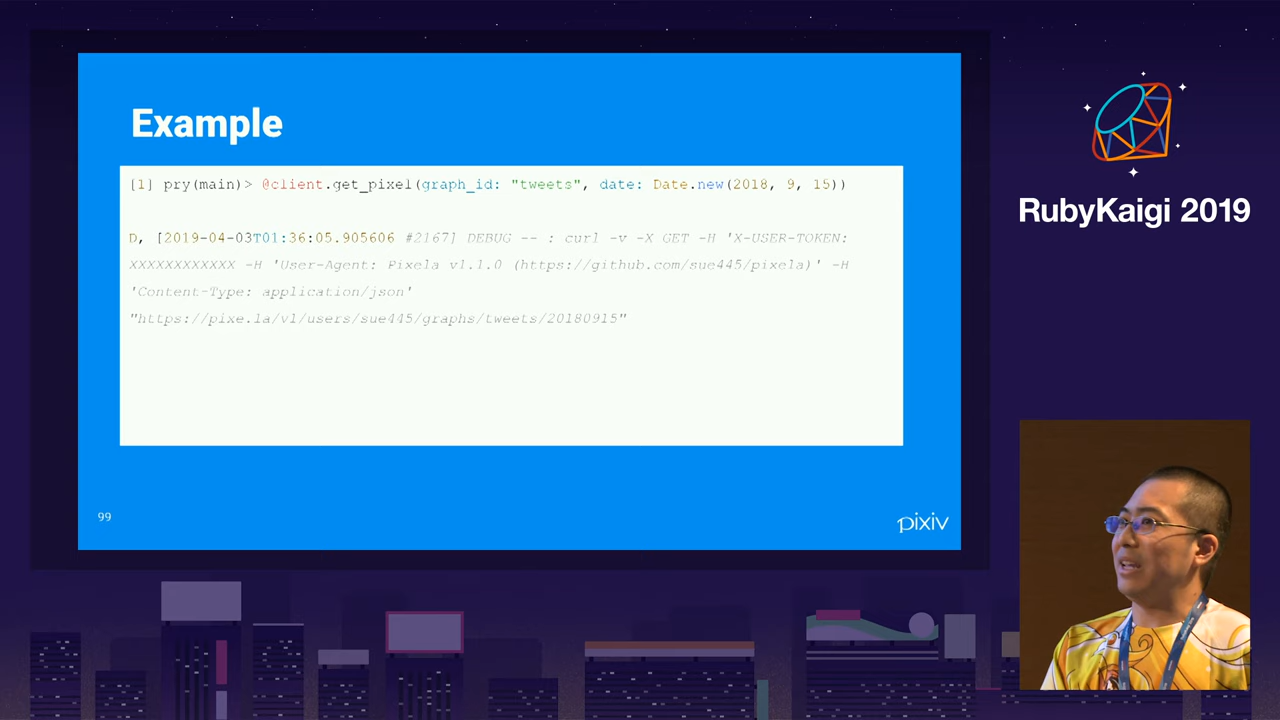 Example
[1] pry(main)> @client.get_pixel(graph_id: "tweets", date: Date.new(2018, 9, 15))
D, [2019-04-03T01:36:05.905606 #2167] DEBUG -- : curl -v -X GET -H 'X-USER-TOKEN:
XXXXXXXXXXXX -H 'User-Agent: Pixela v1.1.0 (https://github.com/sue445/pixela)' -H
'Content-Type: application/json'
"https://pixe.la/v1/users/sue445/graphs/tweets/20180915"
99
pixiv
RubyKaigi 2019